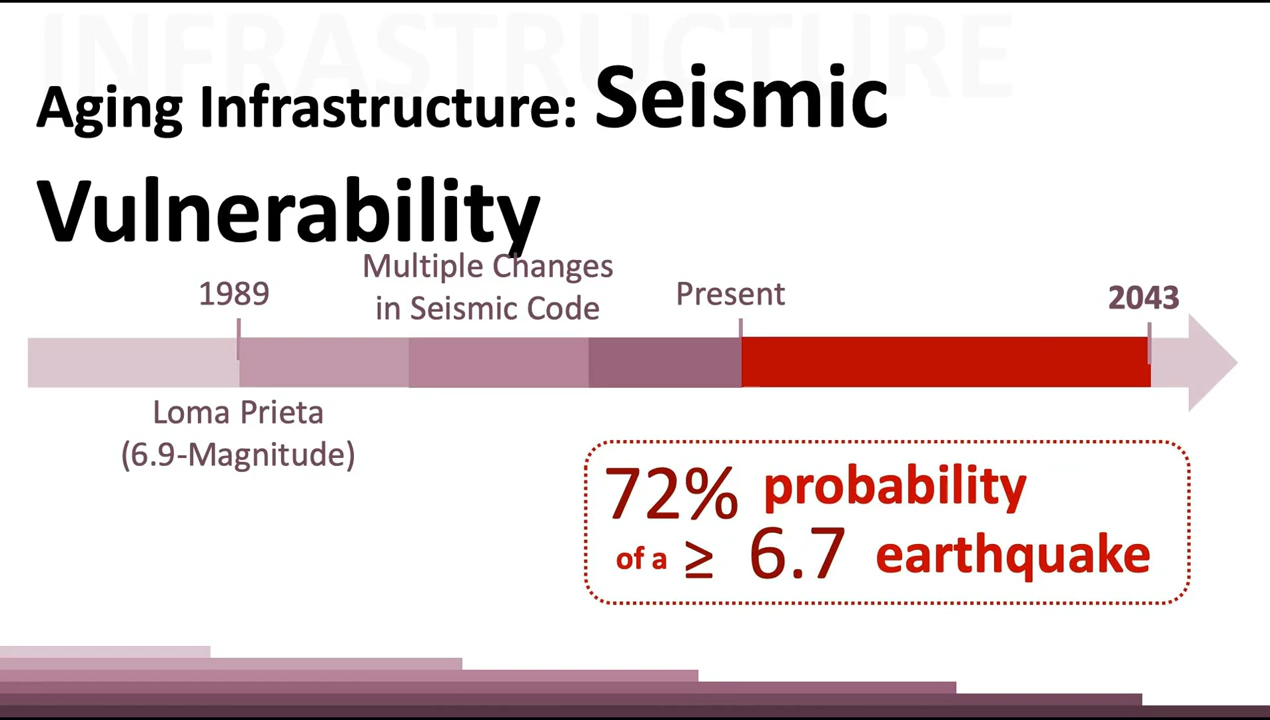 INFRASTRUCTURE
Aging Infrastructure: Seismic
Vulnerability
Multiple Changes
in Seismic Code
1989
Present
2043
Loma Prieta
(6.9-Magnitude)
72% probability
of a ≥ 6.7 earthquake